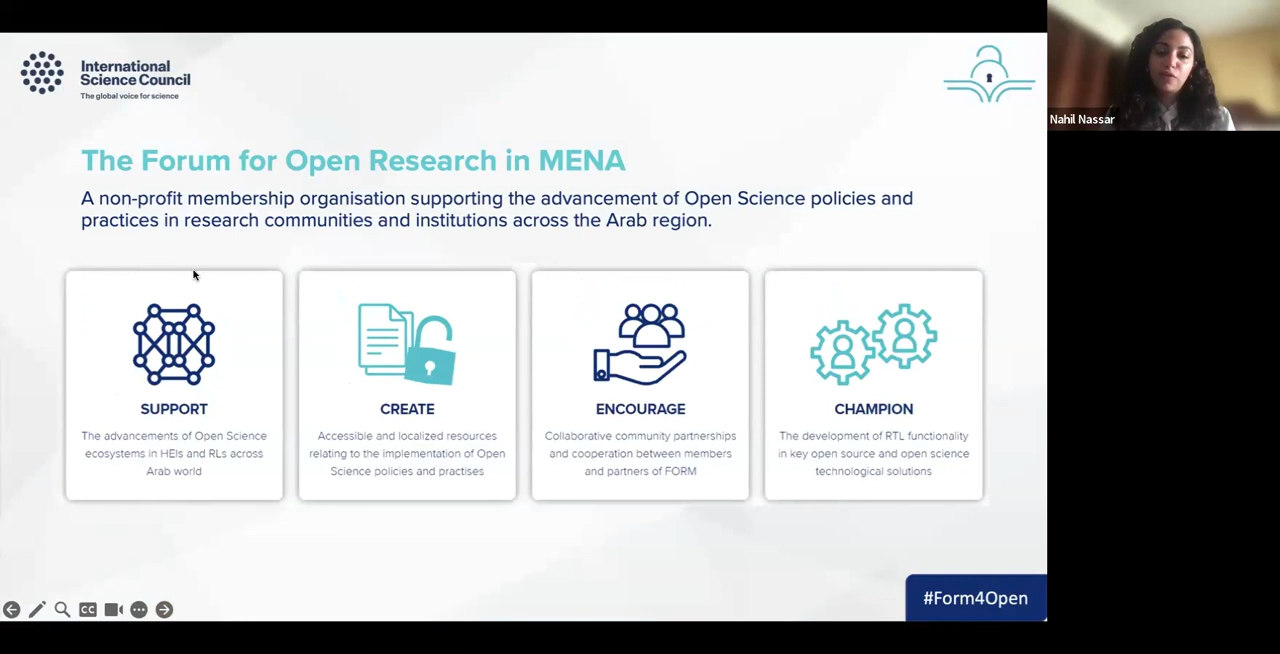 International
Science Council
The global voice for science
Nahil Nassar
The Forum for Open Research in MENA
A non-profit membership organisation supporting the advancement of Open Science policies and
practices in research communities and institutions across the Arab region.
SUPPORT
The advancements of Open Science
ecosystems in HEIs and RLs across
Arab world
CREATE
Accessible and localized resources
relating to the implementation of Open
Science policies and practises
ENCOURAGE
Collaborative community partnerships
and cooperation between members
and partners of FORM
CHAMPION
The development of RTL functionality
in key open source and open science
technological solutions
#Form4Open
CC